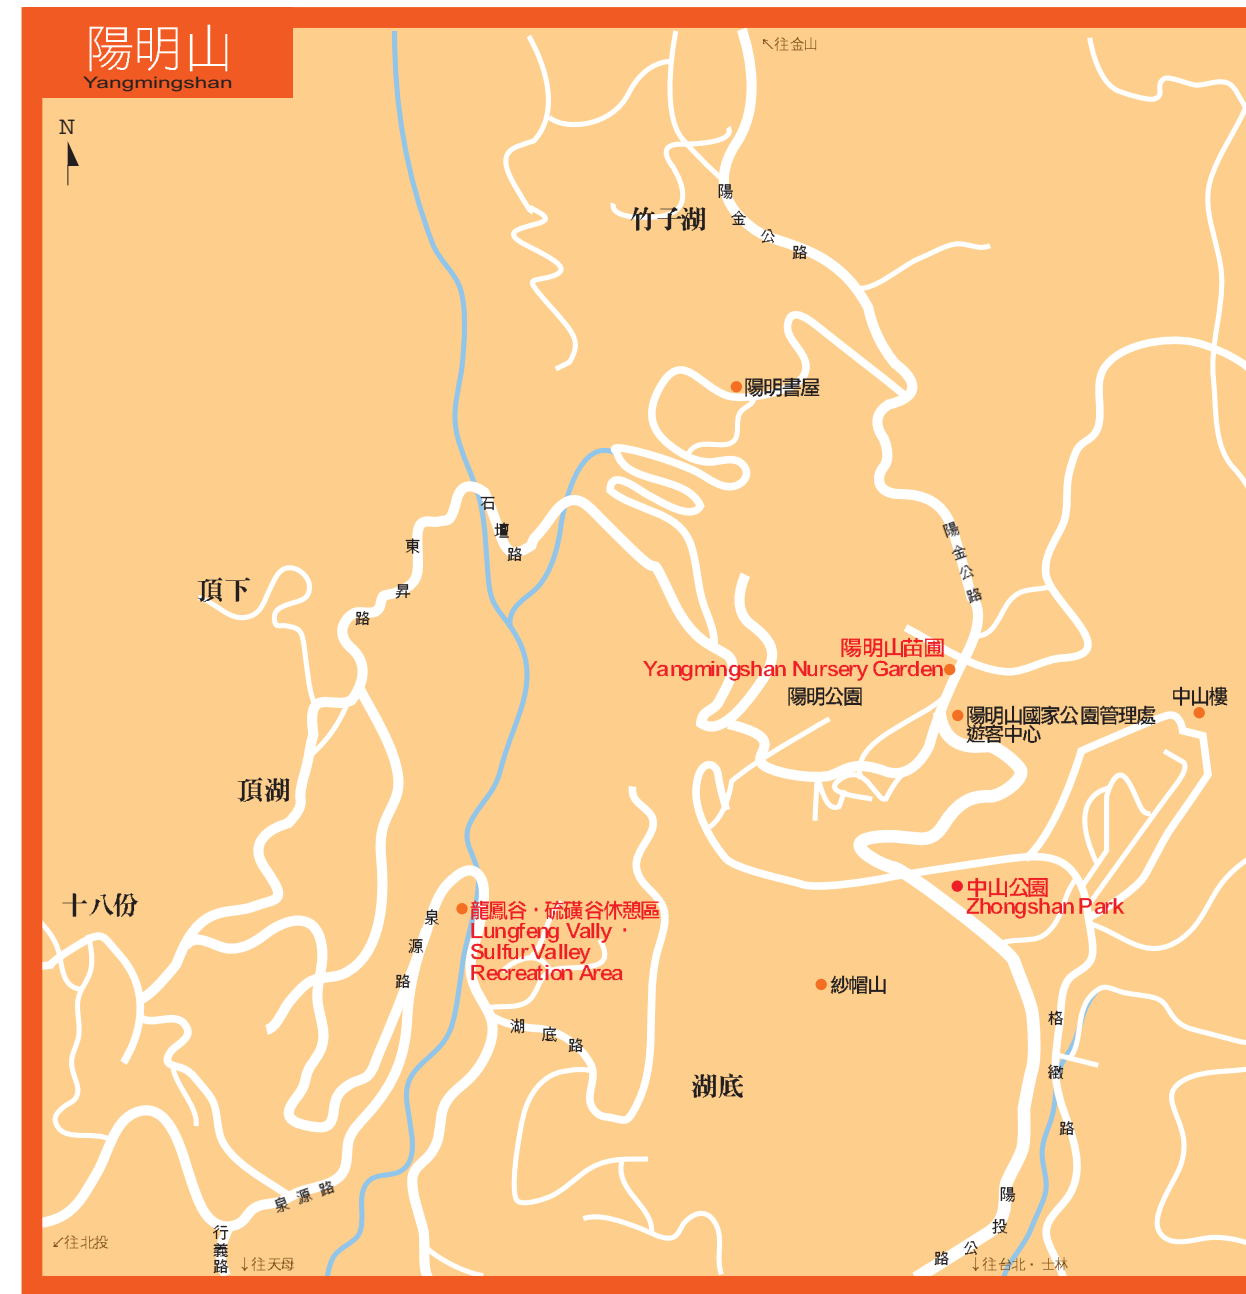 陽明山
Yangmingshan
N
↖往金山
竹子湖
陽金公路
陽明書屋
石壇路
東昇路
陽金公路
頂下
陽明山苗圃
Yangmingshan Nursery Garden
陽明公園
中山樓
陽明山國家公園管理處
遊客中心
頂湖
中山公園
Zhongshan Park
十八份
泉源路
龍鳳谷·硫磺谷休憩區
Lungfeng Vally ·
Sulfur Valley
Recreation Area
紗帽山
湖底路
格緻路
湖底
泉源路
陽投公路
行義路
↙往北投
↓往天母
↓往台北·士林